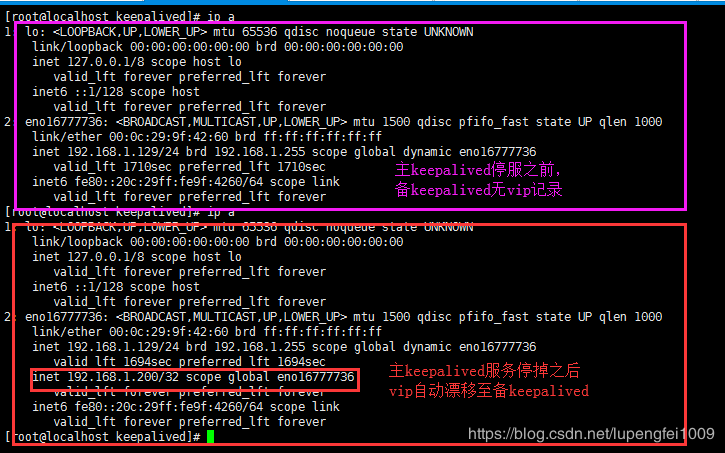 [root@localhost keepalived]# ip a
1: lo: <LOOPBACK,UP,LOWER_UP> mtu 65536 qdisc noqueue state UNKNOWN
link/loopback 00:00:00:00:00:00 brd 00:00:00:00:00:00
inet 127.0.0.1/8 scope host lo
valid_lft forever preferred_lft forever
inet6 ::1/128 scope host
valid_lft forever preferred_lft forever
2: eno16777736: <BROADCAST,MULTICAST,UP,LOWER_UP> mtu 1500 qdisc pfifo_fast state UP qlen 1000
link/ether 00:0c:29:9f:42:60 brd ff:ff:ff:ff:ff:ff
inet 192.168.1.129/24 brd 192.168.1.255 scope global dynamic eno16777736
valid_lft 1710sec preferred_lft 1710sec
inet6 fe80::20c:29ff:fe9f:4260/64 scope link
valid_lft forever preferred_lft forever
主keepalived停服之前，
备keepalived无vip记录
[root@localhost keepalived]# ip a
1: lo: <LOOPBACK,UP,LOWER_UP> mtu 65536 qdisc noqueue state UNKNOWN
link/loopback 00:00:00:00:00:00 brd 00:00:00:00:00:00
inet 127.0.0.1/8 scope host lo
valid_lft forever preferred_lft forever
inet6 ::1/128 scope host
valid_lft forever preferred_lft forever
2: eno16777736: <BROADCAST,MULTICAST,UP,LOWER_UP> mtu 1500 qdisc pfifo_fast state UP qlen 1000
link/ether 00:0c:29:9f:42:60 brd ff:ff:ff:ff:ff:ff
inet 192.168.1.129/24 brd 192.168.1.255 scope global dynamic eno16777736
valid_lft 1694sec preferred_lft 1694sec
inet 192.168.1.200/32 scope global eno16777736
valid_lft forever preferred_lft forever
inet6 fe80::20c:29ff:fe9f:4260/64 scope link
valid_lft forever preferred_lft forever
主keepalived服务停掉之后
vip自动漂移至备keepalived
[root@localhost keepalived]#
https://blog.csdn.net/lupengfei1009